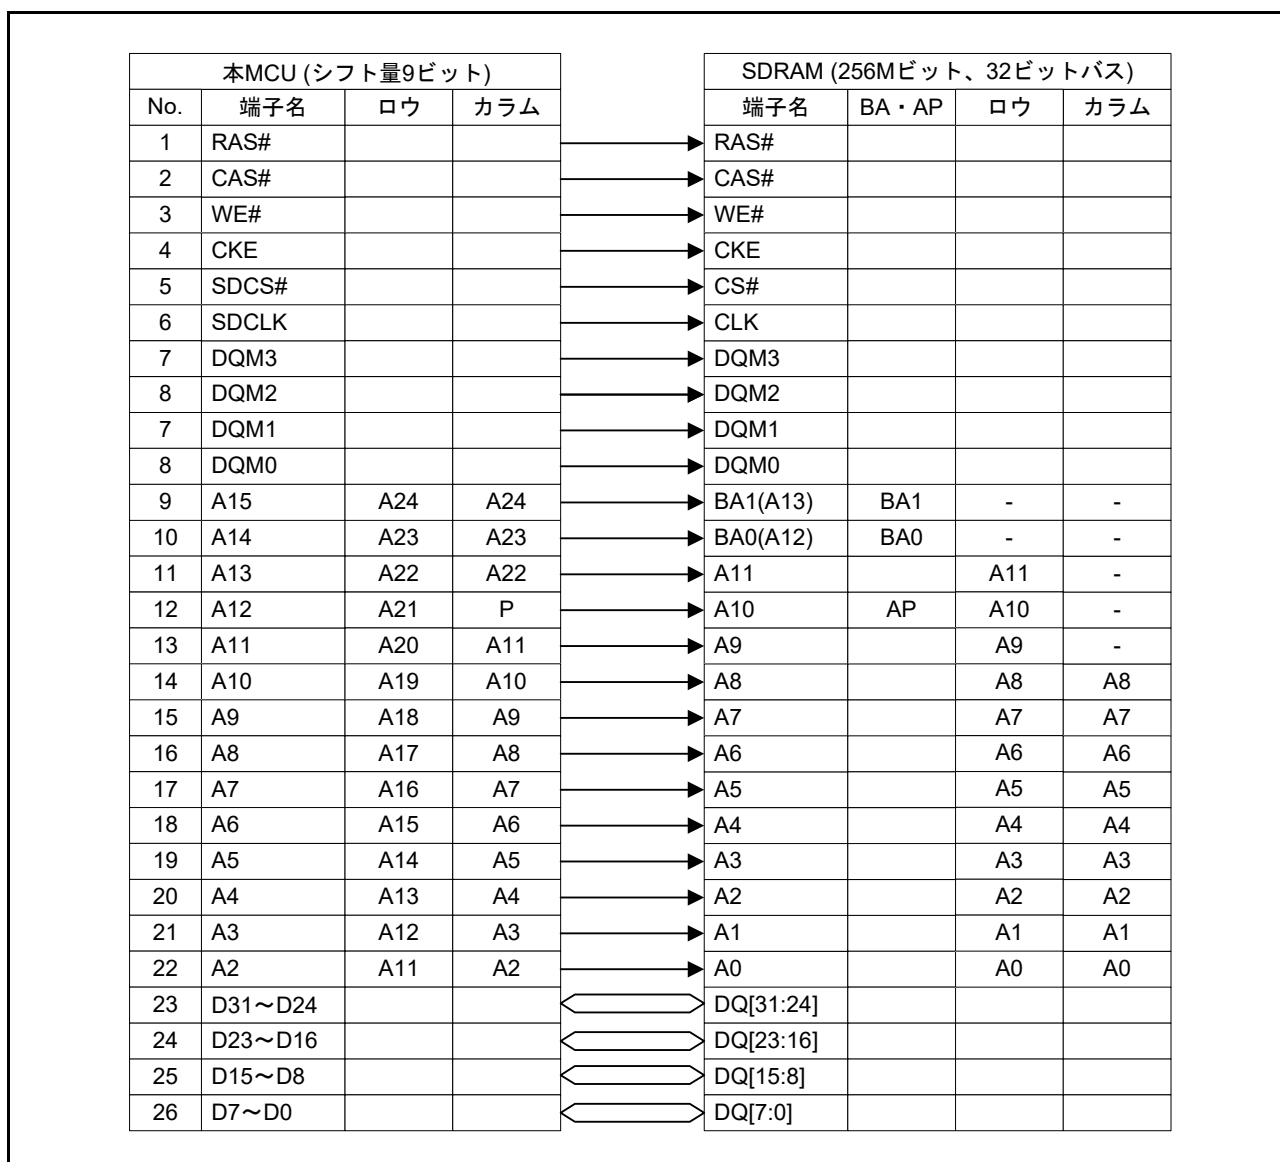 本MCU (シフト量9ビット) SDRAM (256Mビット、32ビットバス)
No. 端子名 ロウ カラム 端子名 BA・AP ロウ カラム
1 RAS# RAS#
2 CAS# CAS#
3 WE# WE#
4 CKE CKE
5 SDCS# CS#
6 SDCLK CLK
7 DQM3 DQM3
8 DQM2 DQM2
7 DQM1 DQM1
8 DQM0 DQM0
9 A15 A24 A24 BA1(A13) BA1 - -
10 A14 A23 A23 BA0(A12) BA0 - -
11 A13 A22 A22 A11 A11 -
12 A12 A21 P A10 AP A10 -
13 A11 A20 A11 A9 A9 -
14 A10 A19 A10 A8 A8 A8
15 A9 A18 A9 A7 A7 A7
16 A8 A17 A8 A6 A6 A6
17 A7 A16 A7 A5 A5 A5
18 A6 A15 A6 A4 A4 A4
19 A5 A14 A5 A3 A3 A3
20 A4 A13 A4 A2 A2 A2
21 A3 A12 A3 A1 A1 A1
22 A2 A11 A2 A0 A0 A0
23 D31～D24 DQ[31:24]
24 D23～D16 DQ[23:16]
25 D15～D8 DQ[15:8]
26 D7～D0 DQ[7:0]